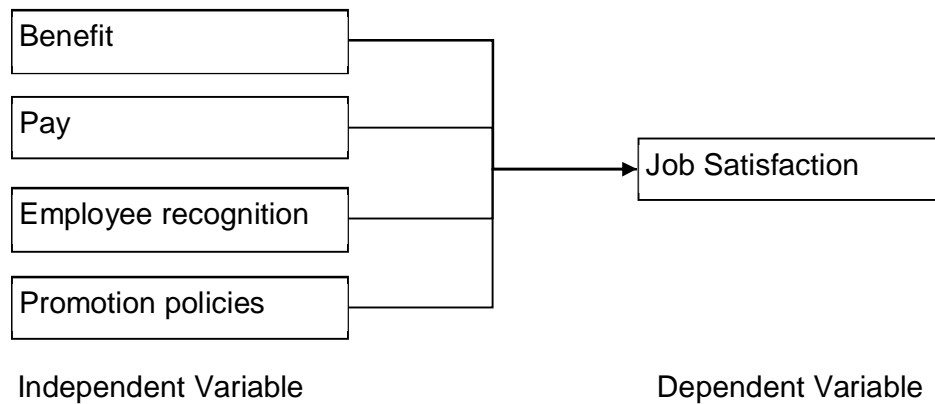 Benefit
Pay
Job Satisfaction
Employee recognition
Promotion policies
Independent Variable
Dependent Variable